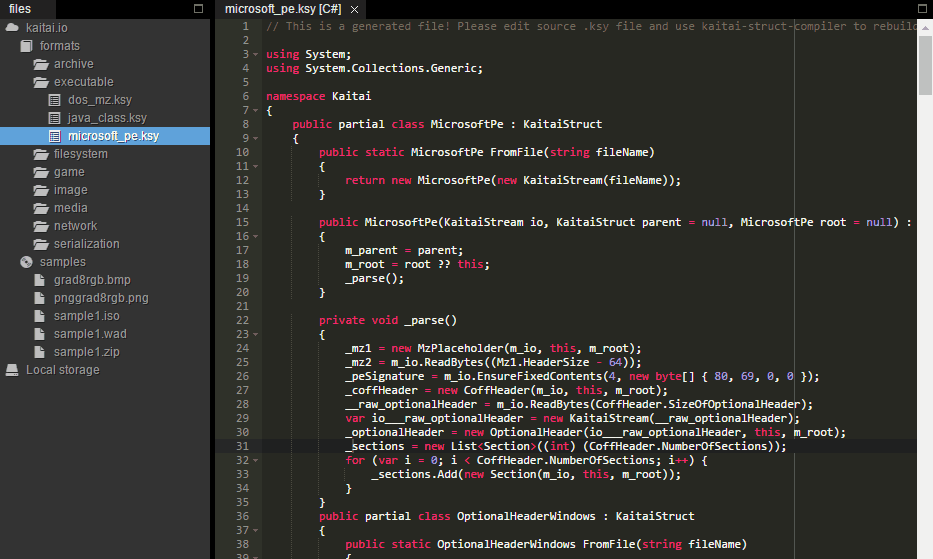 files
kaitai.io
formats
archive
executable
dos_mz.ksy
java_class.ksy
microsoft_pe.ksy
filesystem
game
image
media
network
serialization
samples
grad8rgb.bmp
pnggrad8rgb.png
sample1.iso
sample1.wad
sample1.zip
Local storage
microsoft_pe.ksy [C#] ×
1 // This is a generated file! Please edit source .ksy file and use kaitai-struct-compiler to rebuild
2
3 using System;
4 using System.Collections.Generic;
5
6 namespace Kaitai
7 {
8 public partial class MicrosoftPe : KaitaiStruct
9 {
10 public static MicrosoftPe FromFile(string fileName)
11 {
12 return new MicrosoftPe(new KaitaiStream(fileName));
13 }
14
15 public MicrosoftPe(KaitaiStream io, KaitaiStruct parent = null, MicrosoftPe root = null) :
16 {
17 m_parent = parent;
18 m_root = root ?? this;
19 _parse();
20 }
21
22 private void _parse()
23 {
24 _mz1 = new MzPlaceholder(m_io, this, m_root);
25 _mz2 = m_io.ReadBytes((Mz1.HeaderSize - 64));
26 _peSignature = m_io.EnsureFixedContents(4, new byte[] { 80, 69, 0, 0 });
27 _coffHeader = new CoffHeader(m_io, this, m_root);
28 __raw_optionalHeader = m_io.ReadBytes(CoffHeader.SizeOfOptionalHeader);
29 var io___raw_optionalHeader = new KaitaiStream(__raw_optionalHeader);
30 _optionalHeader = new OptionalHeader(io___raw_optionalHeader, this, m_root);
31 _sections = new List<Section>((int) (CoffHeader.NumberOfSections));
32 for (var i = 0; i < CoffHeader.NumberOfSections; i++) {
33 _sections.Add(new Section(m_io, this, m_root));
34 }
35 }
36 public partial class OptionalHeaderWindows : KaitaiStruct
37 {
38 public static OptionalHeaderWindows FromFile(string fileName)
39 {